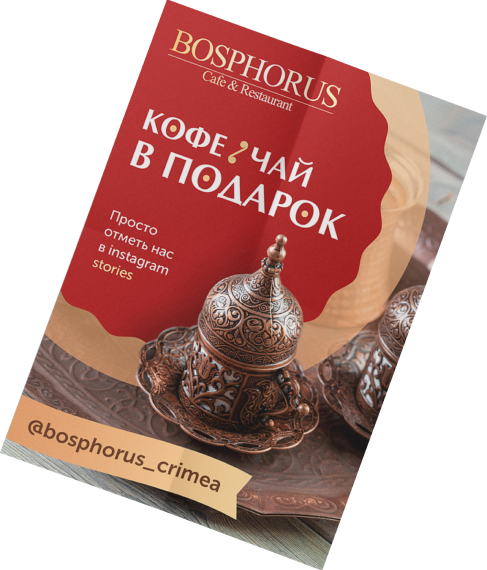 BOSPHORUS
Cafe & Restaurant
КОФЕ ? ЧАЙ
В ПОДАРОК
Просто
отметь нас
в instagram
stories
@bosphorus_crimea